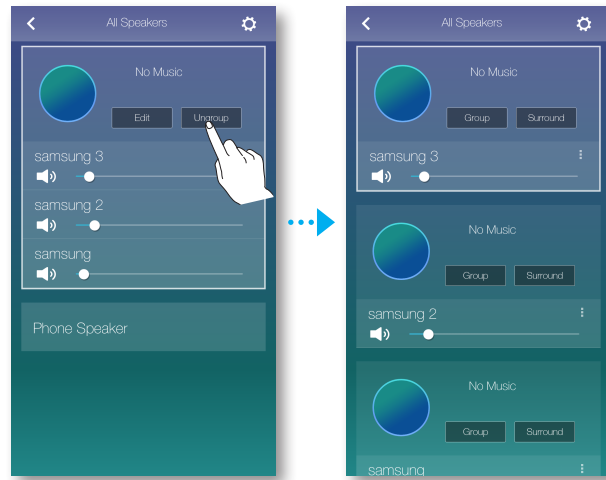 All Speakers
No Music
Edit Ungroup
samsung 3
samsung 2
samsung
Phone Speaker
All Speakers
No Music
Group Surround
samsung 3
No Music
Group Surround
samsung 2
No Music
Group Surround
samsung